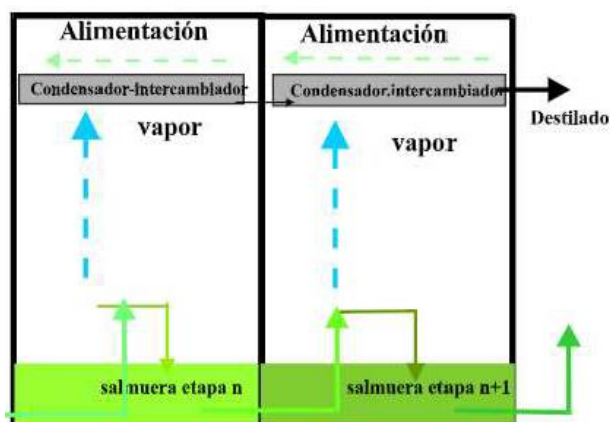 Alimentación
Alimentación
Condensador-intercambiador
Condensador.intercambiador
Destilado
vapor
vapor
salmuera etapa n
salmuera etapa n+1